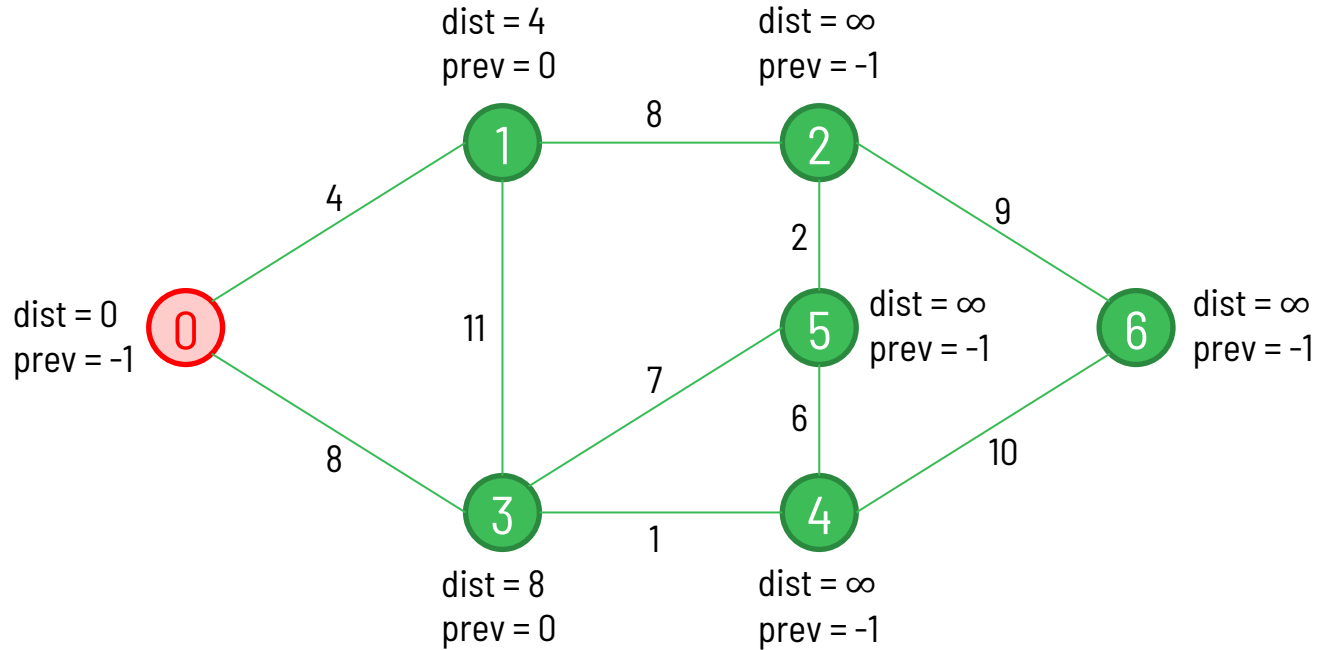 dist = 4
prev = 0
dist = ∞
prev = -1
1
8
2
4
9
2
11
dist = 0
prev = -1
0
5
dist = ∞
prev = -1
6
dist = ∞
prev = -1
7
6
8
10
3
1
4
dist = 8
prev = 0
dist = ∞
prev = -1